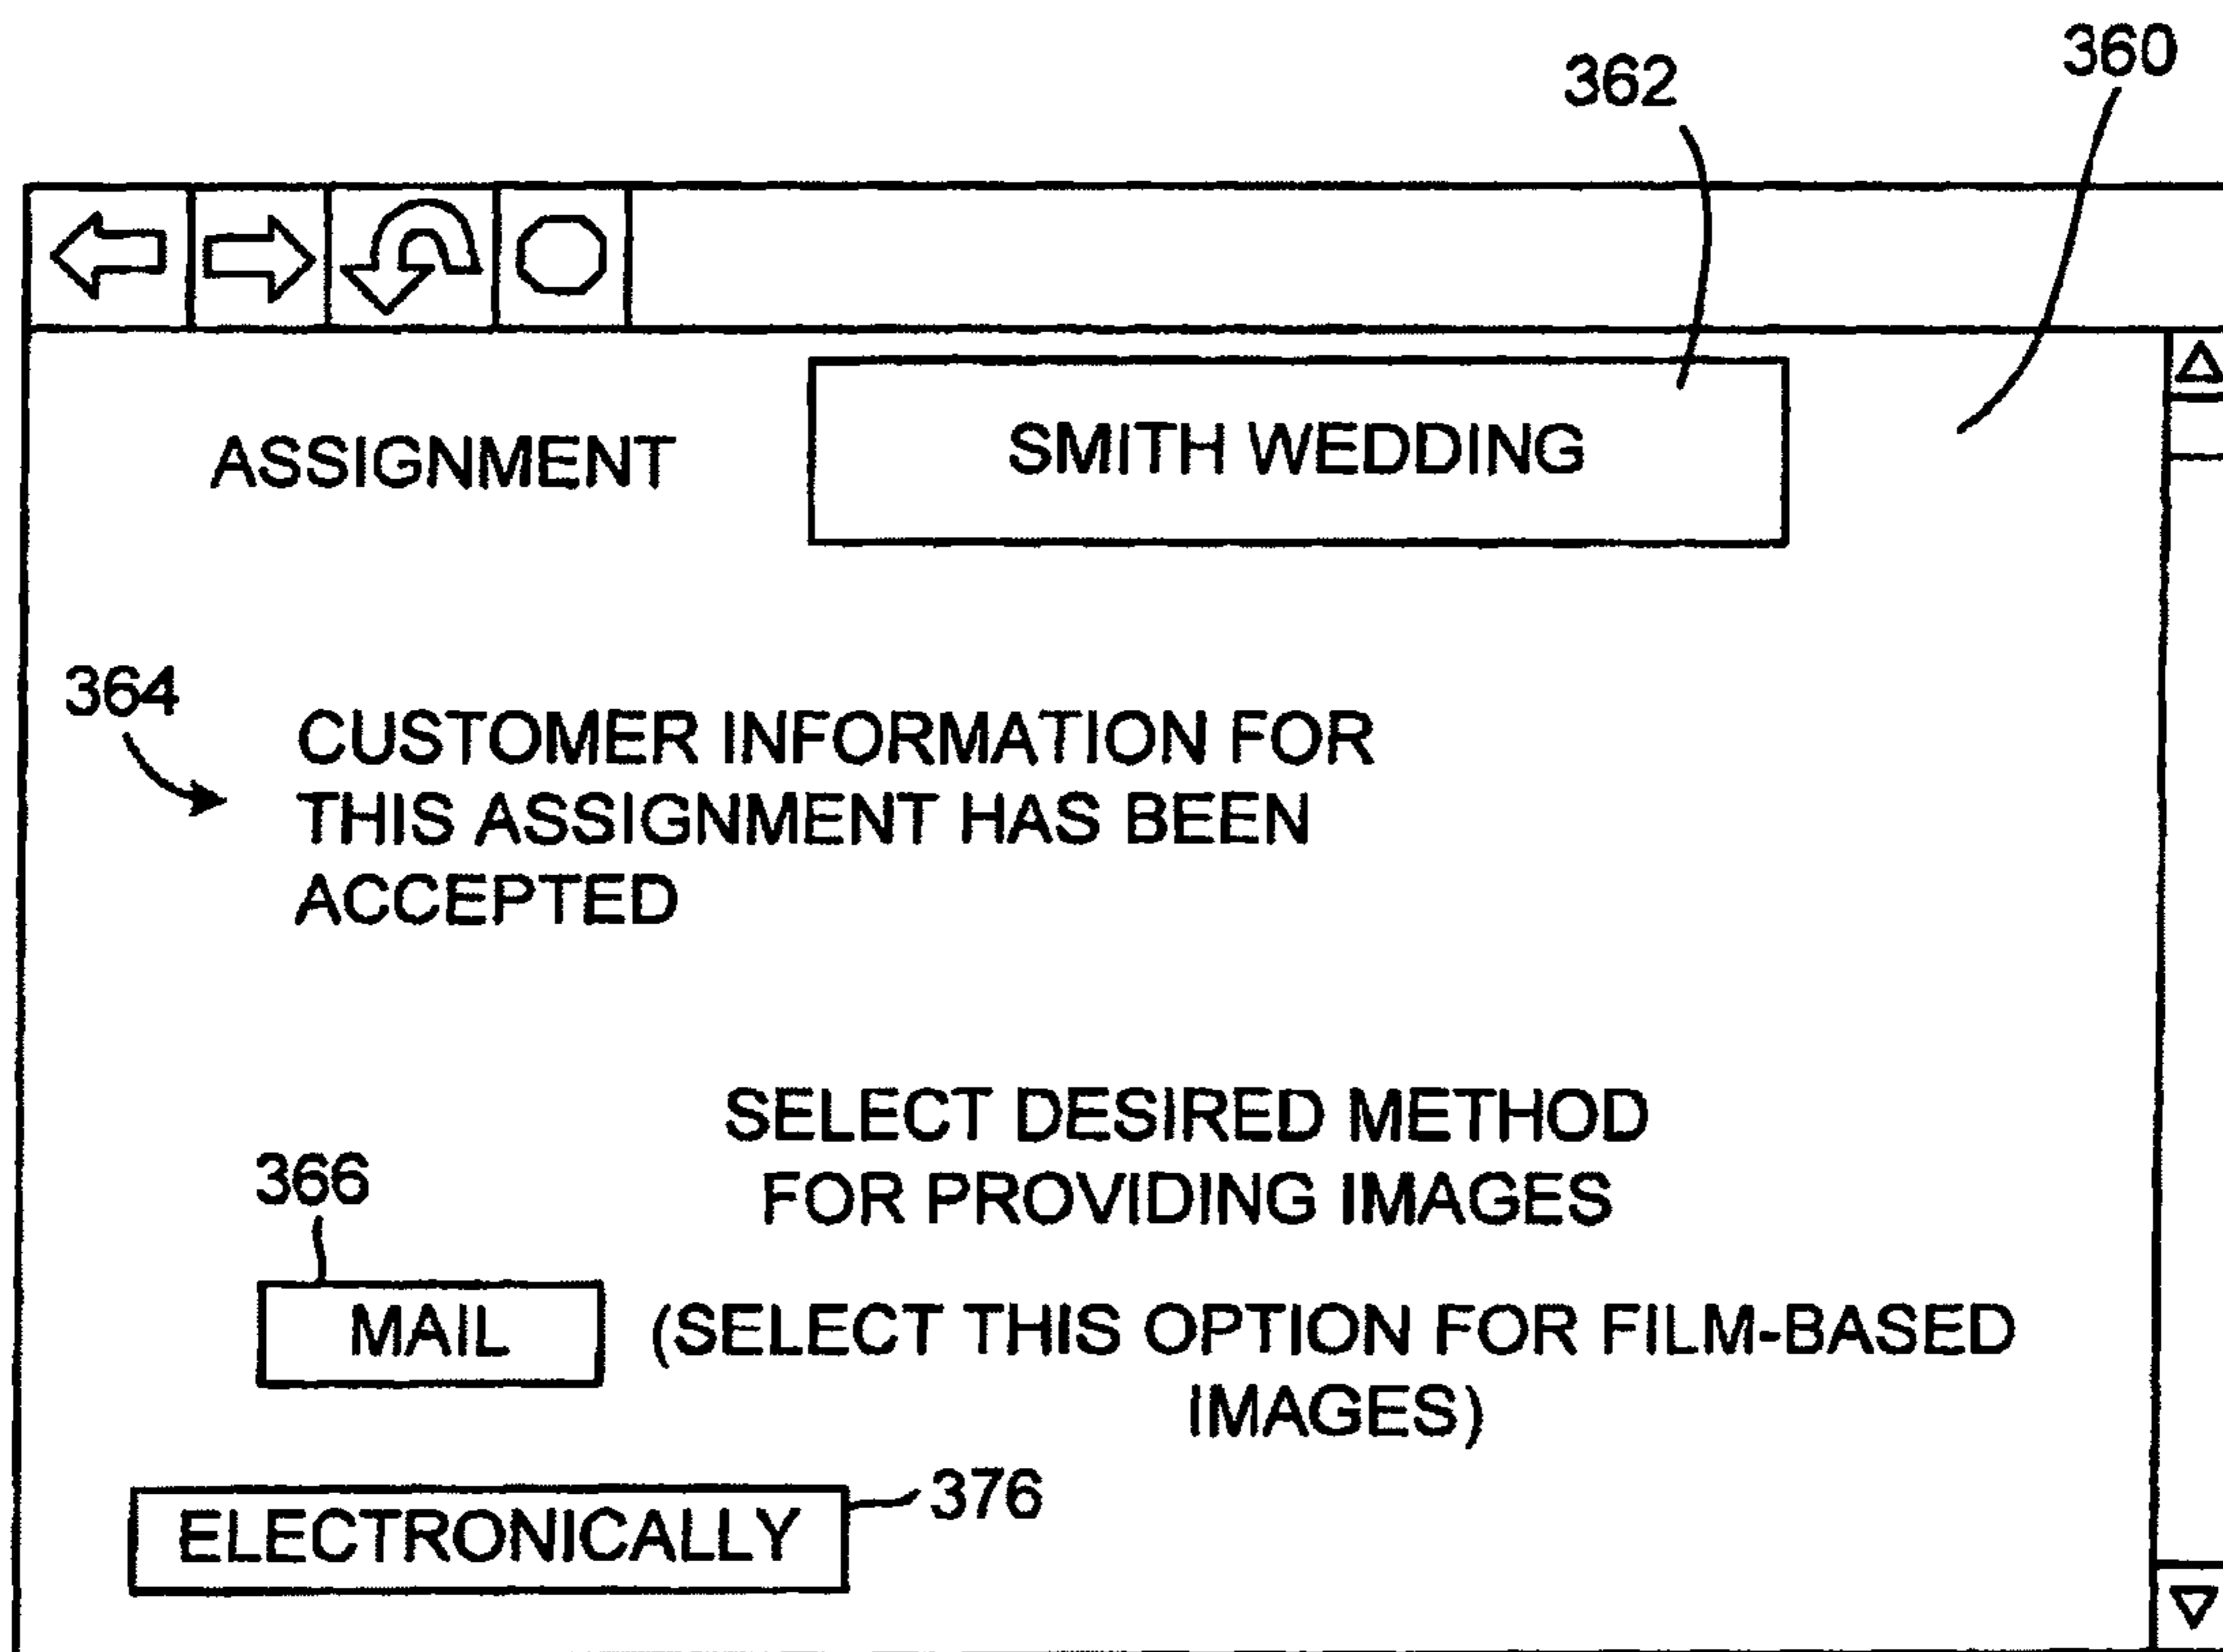 360
362
ASSIGNMENT SMITH WEDDING
364
CUSTOMER INFORMATION FOR
THIS ASSIGNMENT HAS BEEN
ACCEPTED
SELECT DESIRED METHOD
FOR PROVIDING IMAGES
366
MAIL (SELECT THIS OPTION FOR FILM-BASED
IMAGES)
ELECTRONICALLY 376